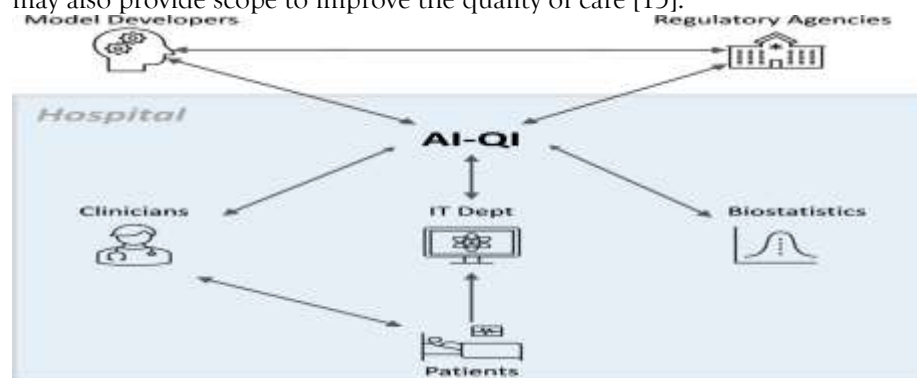 may also provide scope to improve the quality of care [15].
Model Developers Regulatory Agencies
Hospital
AI-QI
Clinicians IT Dept Biostatistics
Patients